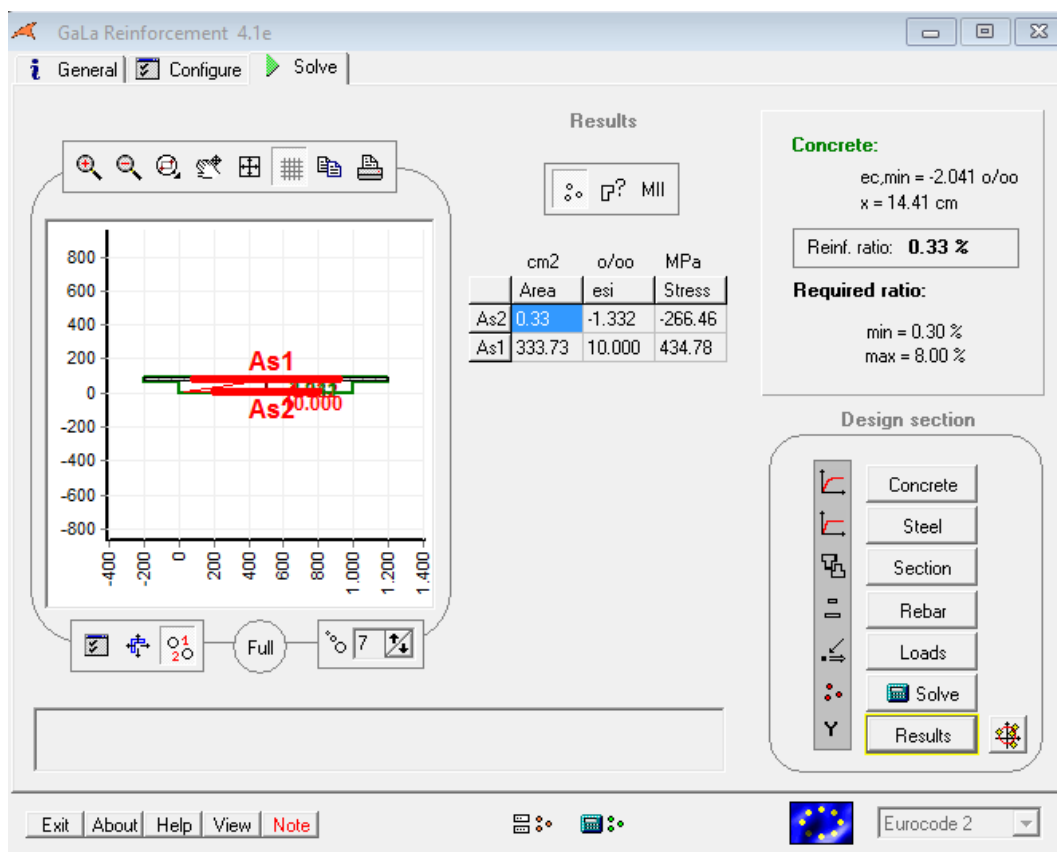 GaLa Reinforcement 4.1e
General Configure Solve
Results
MII
cm2 o/oo MPa
Area esi Stress
As2 0.33 -1.332 -266.46
As1 333.73 10.000 434.78
Concrete:
ec,min = -2.041 o/oo
x = 14.41 cm
Reinf. ratio: 0.33 %
Required ratio:
min = 0.30 %
max = 8.00 %
800
600
400
200
0
-200
-400
-600
-800
As1
As2
-400 -200 0 200 400 600 800 1.000 1.200 1.400
1 2
Full
7
Design section
Concrete
Steel
Section
Rebar
Loads
Solve
Y Results
Exit About Help View Note
Eurocode 2